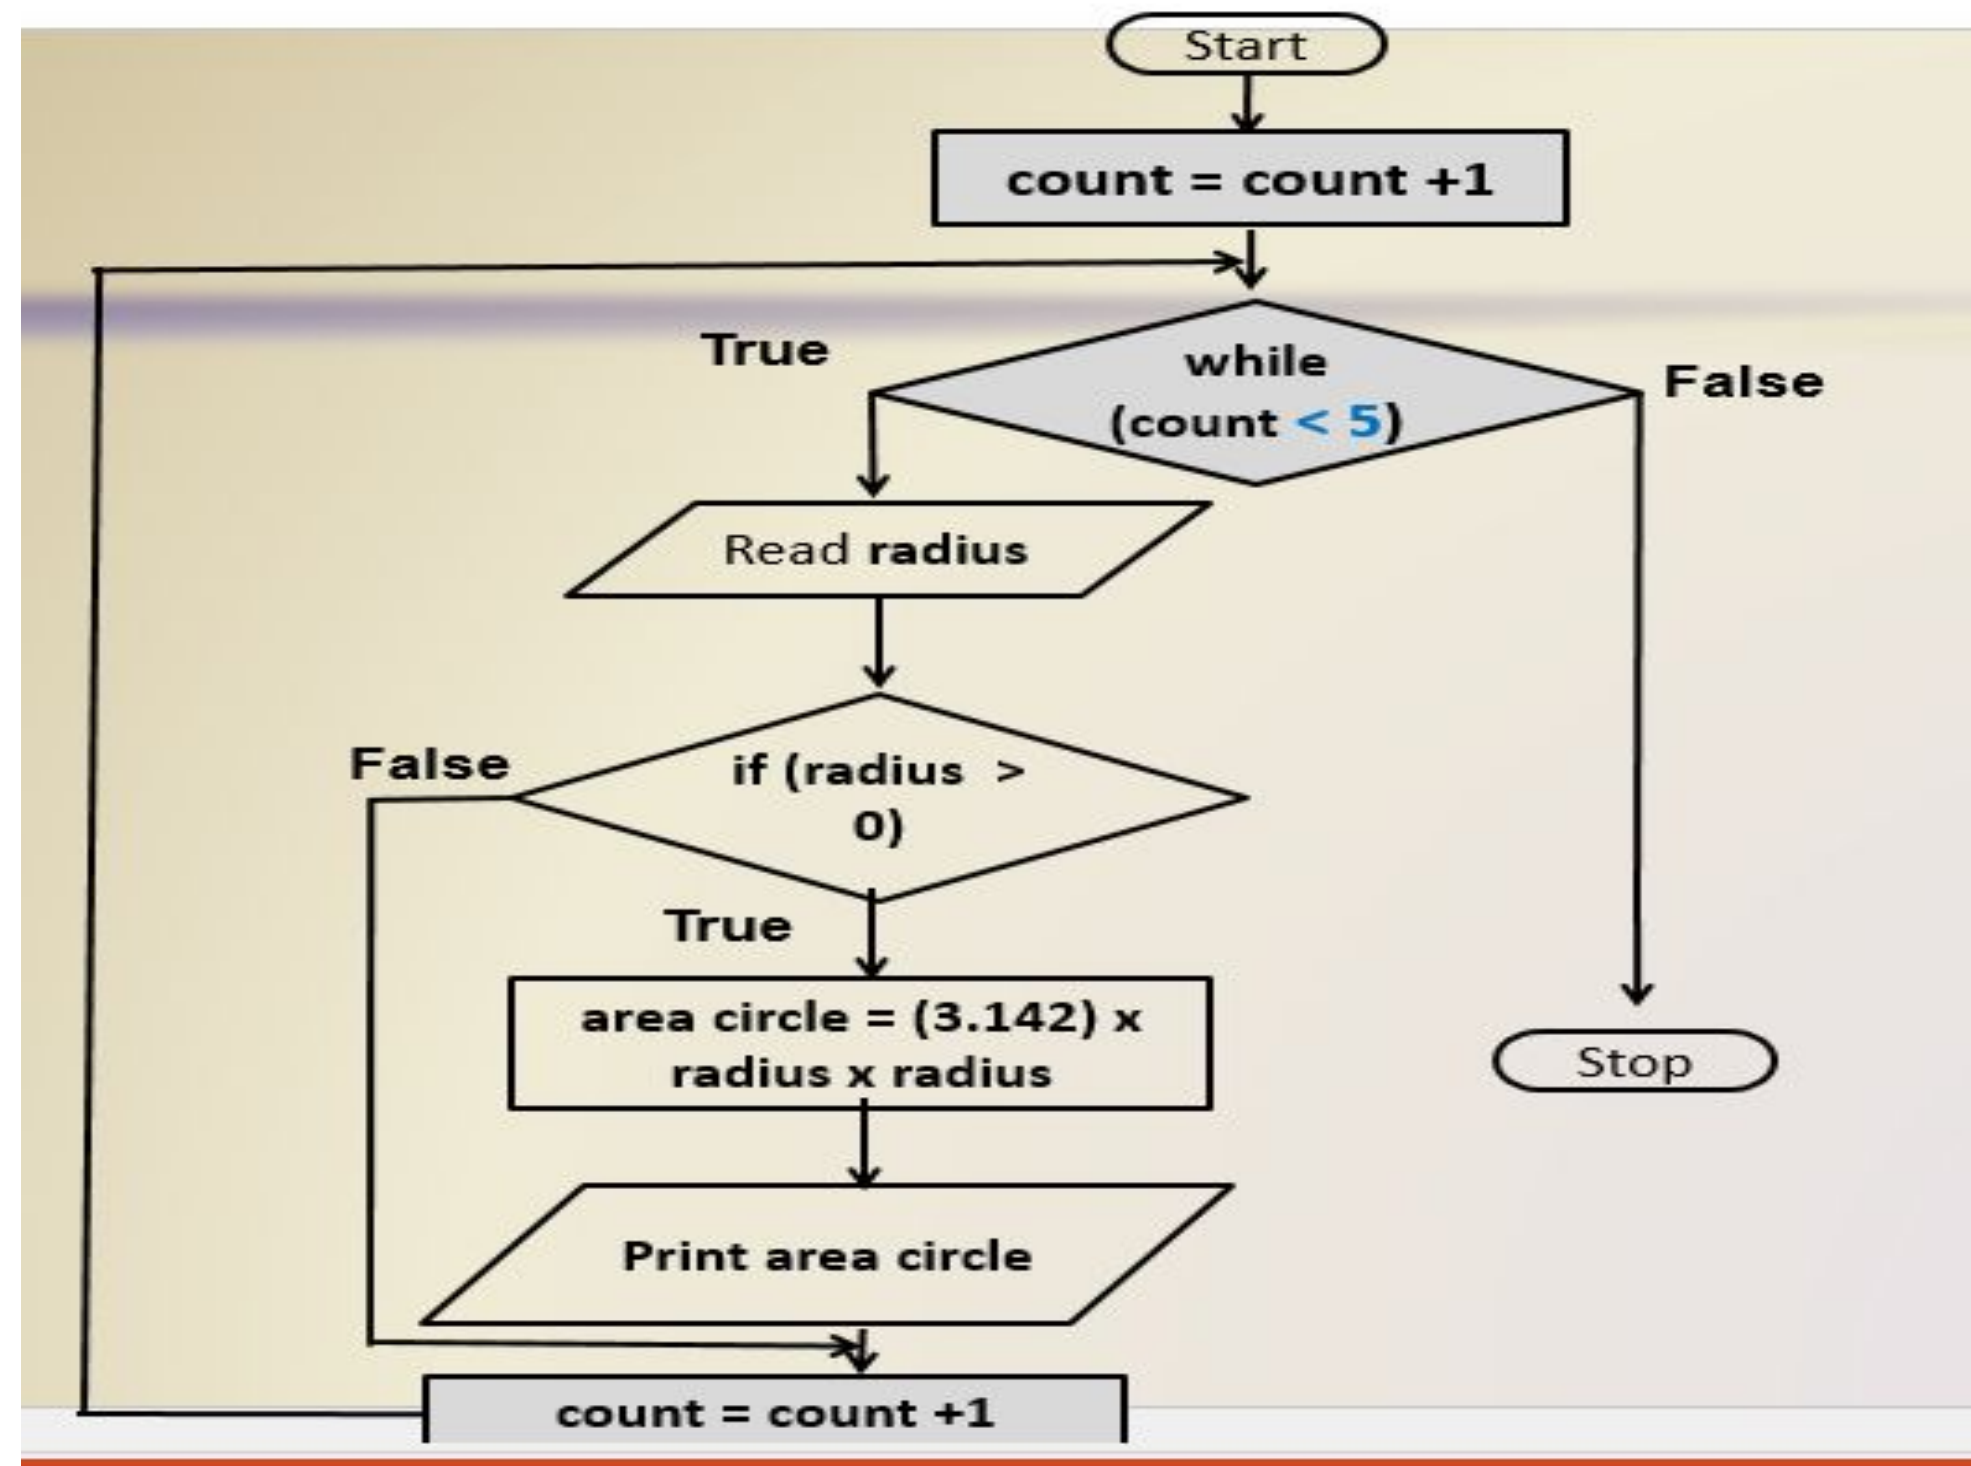 Start
count = count +1
True
while
(count < 5)
False
Read radius
False
if (radius  >
0)
True
area circle = (3.142) x
radius x radius
Stop
Print area circle
count = count +1